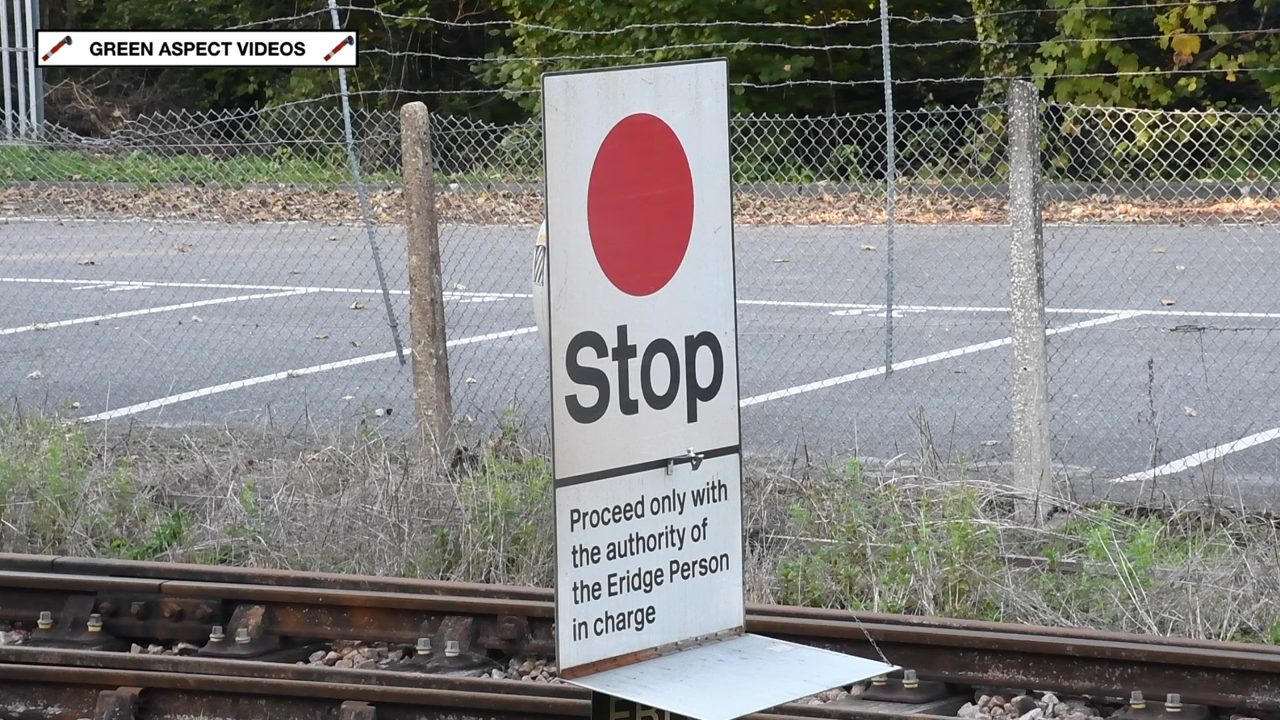 GREEN ASPECT VIDEOS
Stop
Proceed only with
the authority of
the Eridge Person
in charge